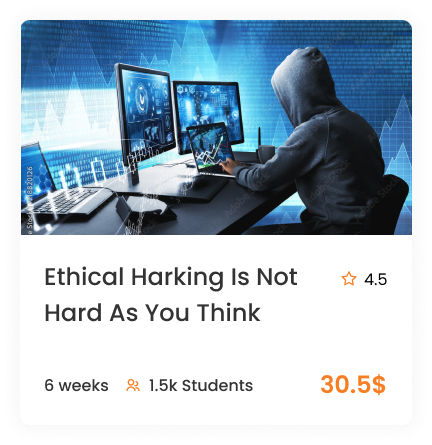 Ethical Harking Is Not
Hard As You Think
4.5
6 weeks
1.5k Students
30.5$